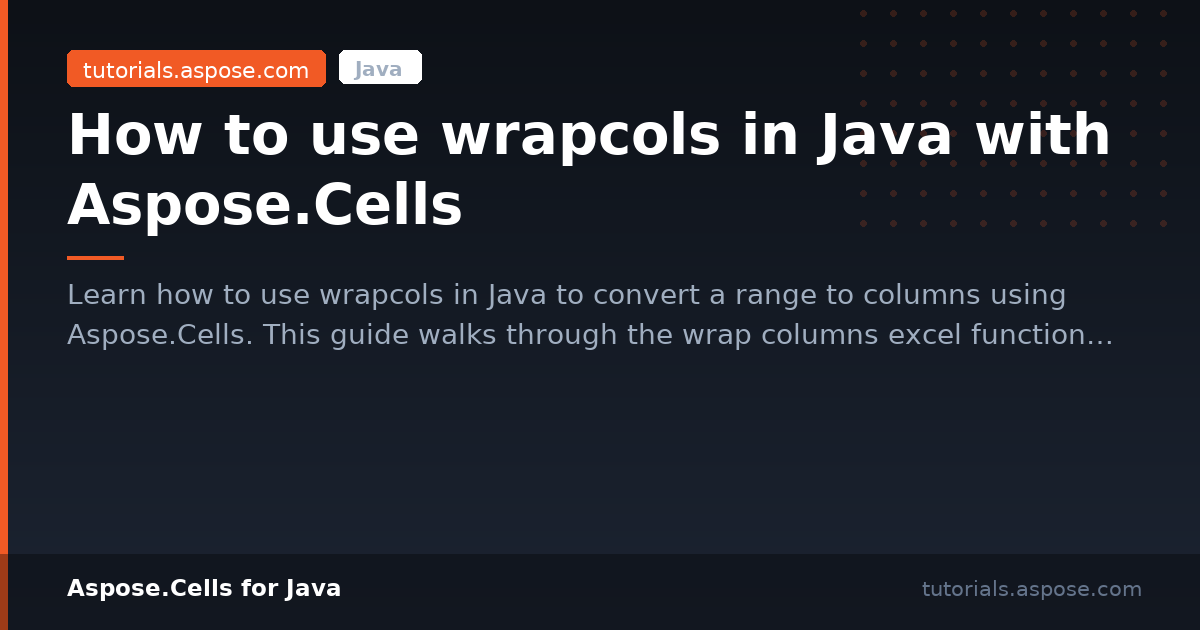 tutorials.aspose.com
Java
How to use wrapcols in Java with
Aspose.Cells
Learn how to use wrapcols in Java to convert a range to columns using
Aspose.Cells. This guide walks through the wrap columns excel function...
Aspose.Cells for Java
tutorials.aspose.com